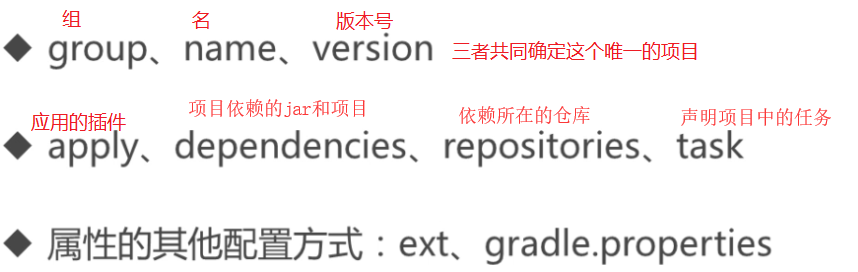 组 名 版本号
◆ group、name、version 三者共同确定这个唯一的项目
应用的插件 项目依赖的jar和项目 依赖所在的仓库 声明项目中的任务
◆ apply、dependencies、repositories、task
◆ 属性的其他配置方式：ext、gradle.properties